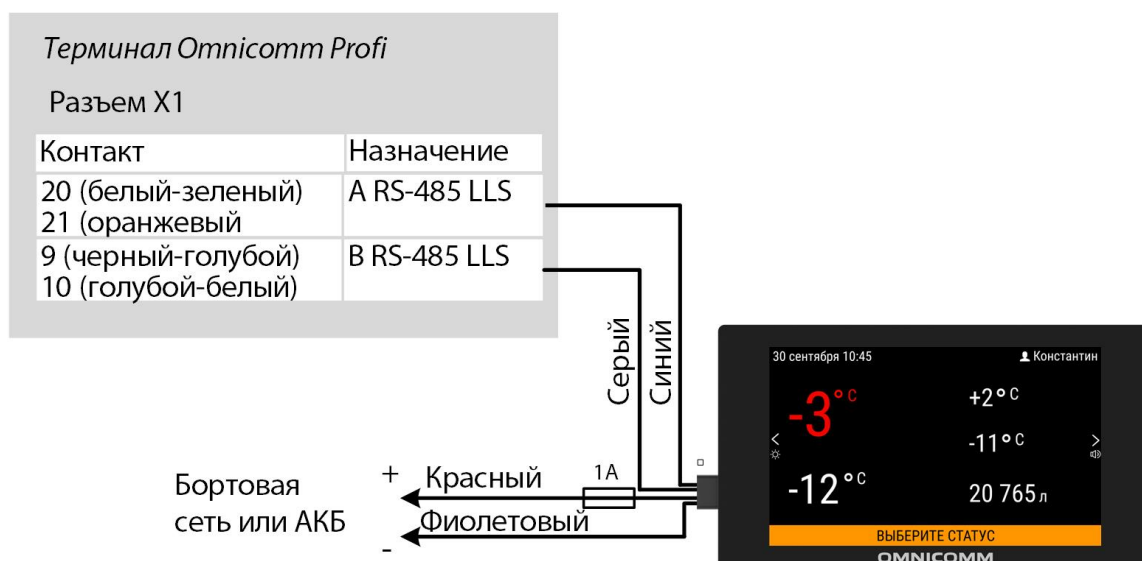 Терминал Omnicomm Profi
Разъем X1
Контакт Назначение
20 (белый-зеленый) A RS-485 LLS
21 (оранжевый
9 (черный-голубой) B RS-485 LLS
10 (голубой-белый)
Серый
Синий
30 сентября 10:45 Константин
-3°C +2°C
-11°C
-12°C 20 765 л
ВЫБЕРИТЕ СТАТУС
OMNICOMM
Бортовая
сеть или АКБ
+ Красный 1А
- Фиолетовый